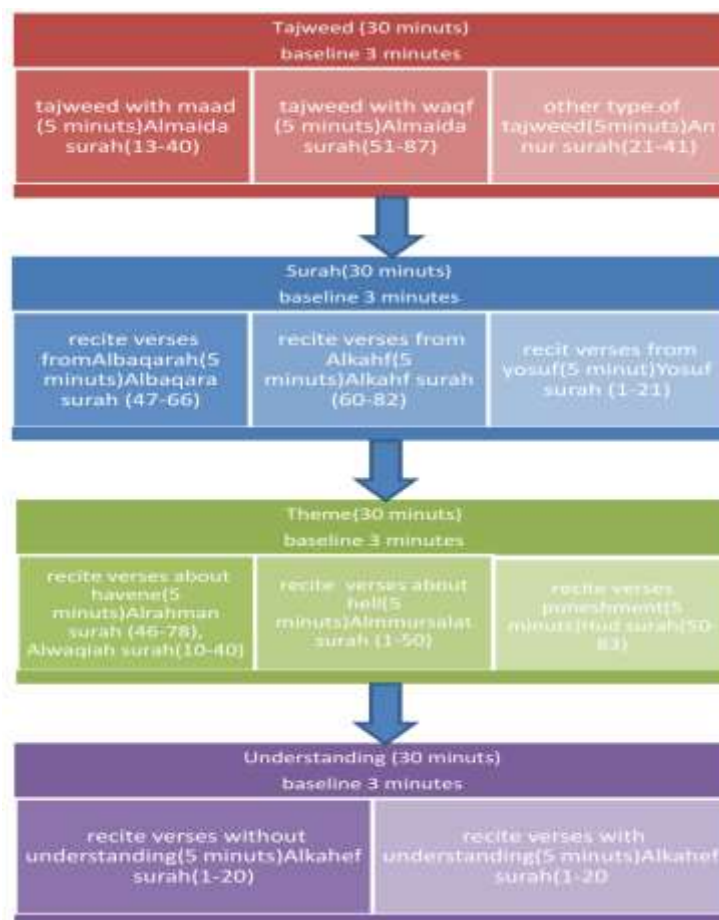 Tajweed (30 minuts)
baseline 3 minutes
tajweed with maad
(5 minuts)Almaida
surah(13-40)
tajweed with waqf
(5 minuts)Almaida
surah(51-87)
other type of
tajweed(5minuts)An
nur surah(21-41)
Surah(30 minuts)
baseline 3 minutes
recite verses
fromAlbaqarah(5
minuts)Albaqara
surah (47-66)
recite verses from
Alkahf(5
minuts)Alkahf surah
(60-82)
recit verses from
yosuf(5 minut)Yosuf
surah (1-21)
Theme(30 minuts)
baseline 3 minutes
recite verses about
havene(5
minuts)Alrahman
surah (46-78),
Alwaqiah surah(10-40)
recite verses about
hell(5
minuts)Almmursalat
surah (1-50)
recite verses
puneshment(5
minuts)Hud surah(50-
83)
Understanding (30 minuts)
baseline 3 minutes
recite verses without
understanding(5 minuts)Alkahef
surah(1-20)
recite verses with
understanding(5 minuts)Alkahef
surah(1-20